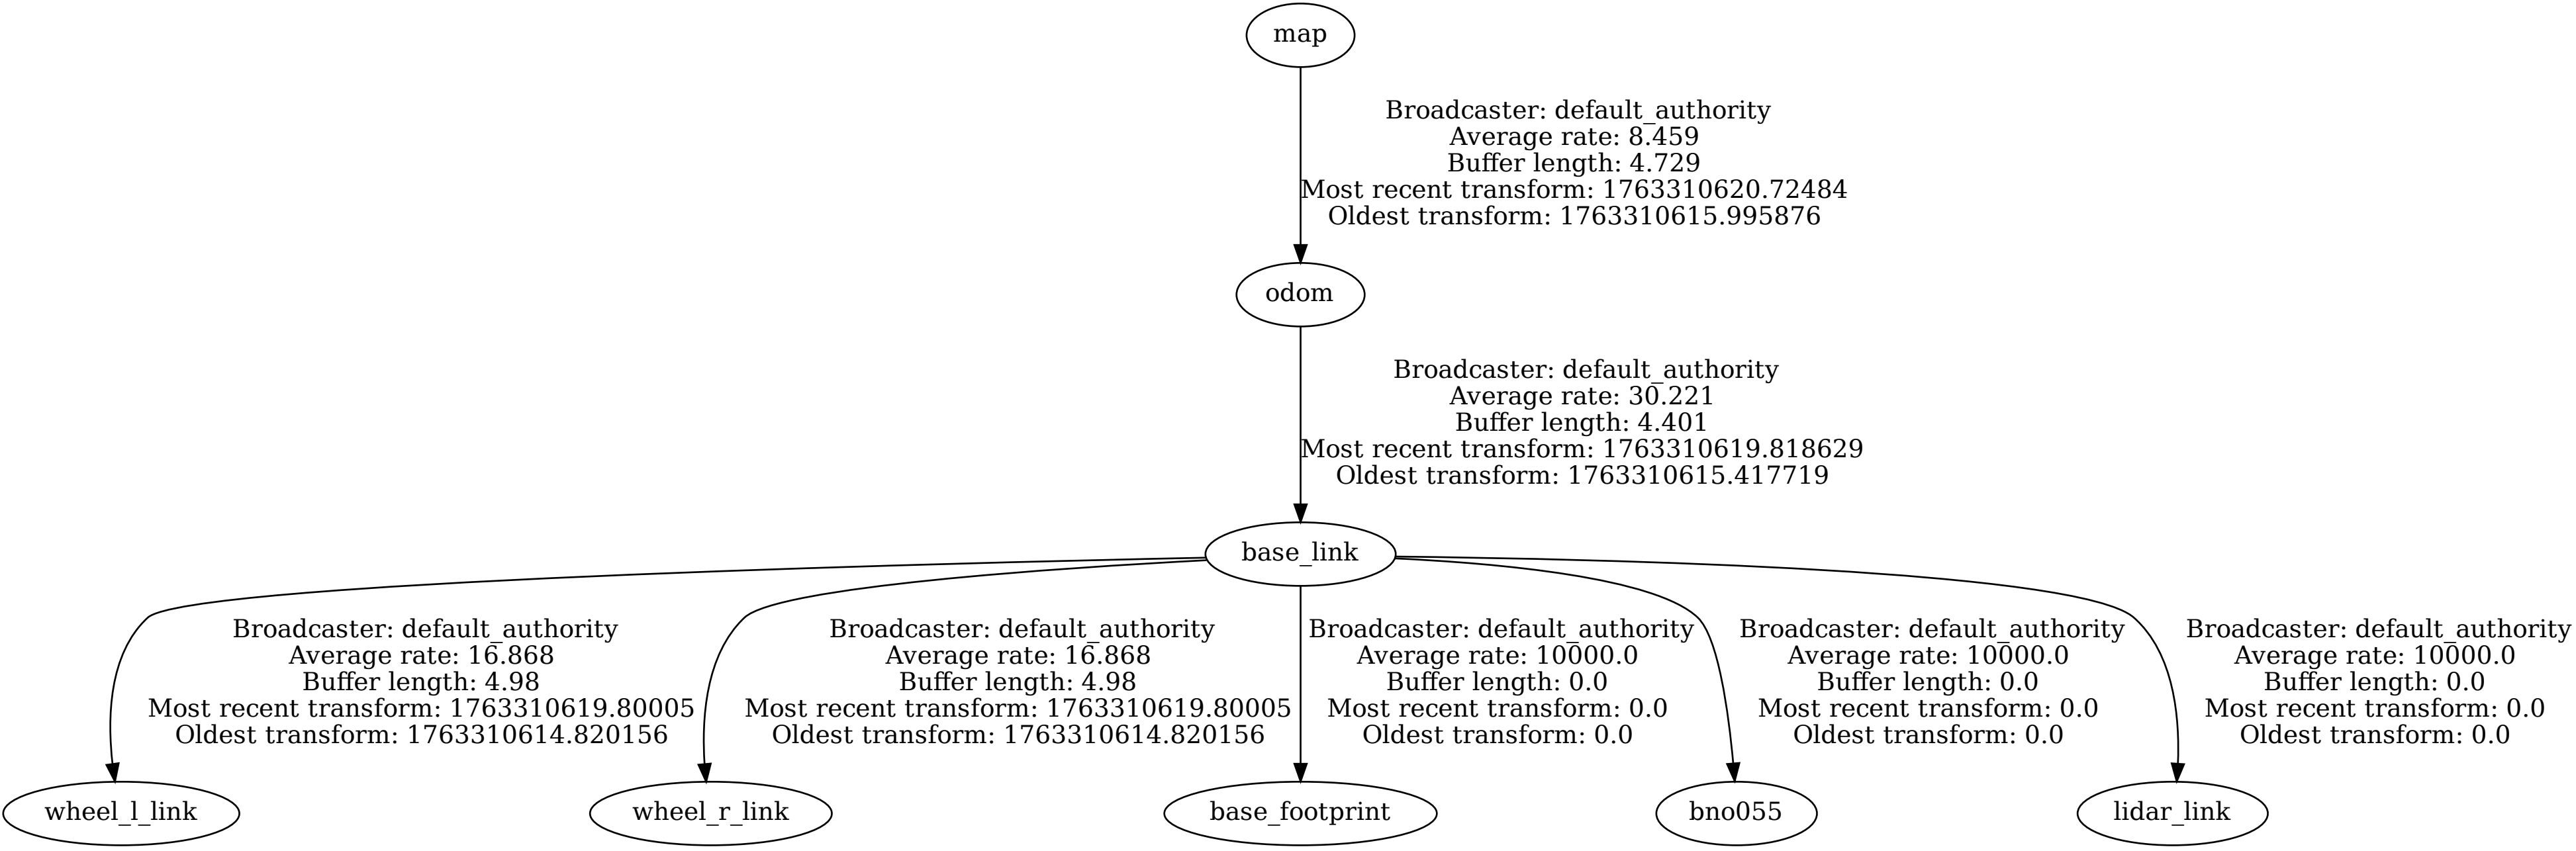 map
Broadcaster: default_authority
Average rate: 8.459
Buffer length: 4.729
Most recent transform: 1763310620.72484
Oldest transform: 1763310615.995876
odom
Broadcaster: default_authority
Average rate: 30.221
Buffer length: 4.401
Most recent transform: 1763310619.818629
Oldest transform: 1763310615.417719
base_link
Broadcaster: default_authority
Average rate: 16.868
Buffer length: 4.98
Most recent transform: 1763310619.80005
Oldest transform: 1763310614.820156
Broadcaster: default_authority
Average rate: 16.868
Buffer length: 4.98
Most recent transform: 1763310619.80005
Oldest transform: 1763310614.820156
Broadcaster: default_authority
Average rate: 10000.0
Buffer length: 0.0
Most recent transform: 0.0
Oldest transform: 0.0
Broadcaster: default_authority
Average rate: 10000.0
Buffer length: 0.0
Most recent transform: 0.0
Oldest transform: 0.0
Broadcaster: default_authority
Average rate: 10000.0
Buffer length: 0.0
Most recent transform: 0.0
Oldest transform: 0.0
wheel_l_link
wheel_r_link
base_footprint
bno055
lidar_link